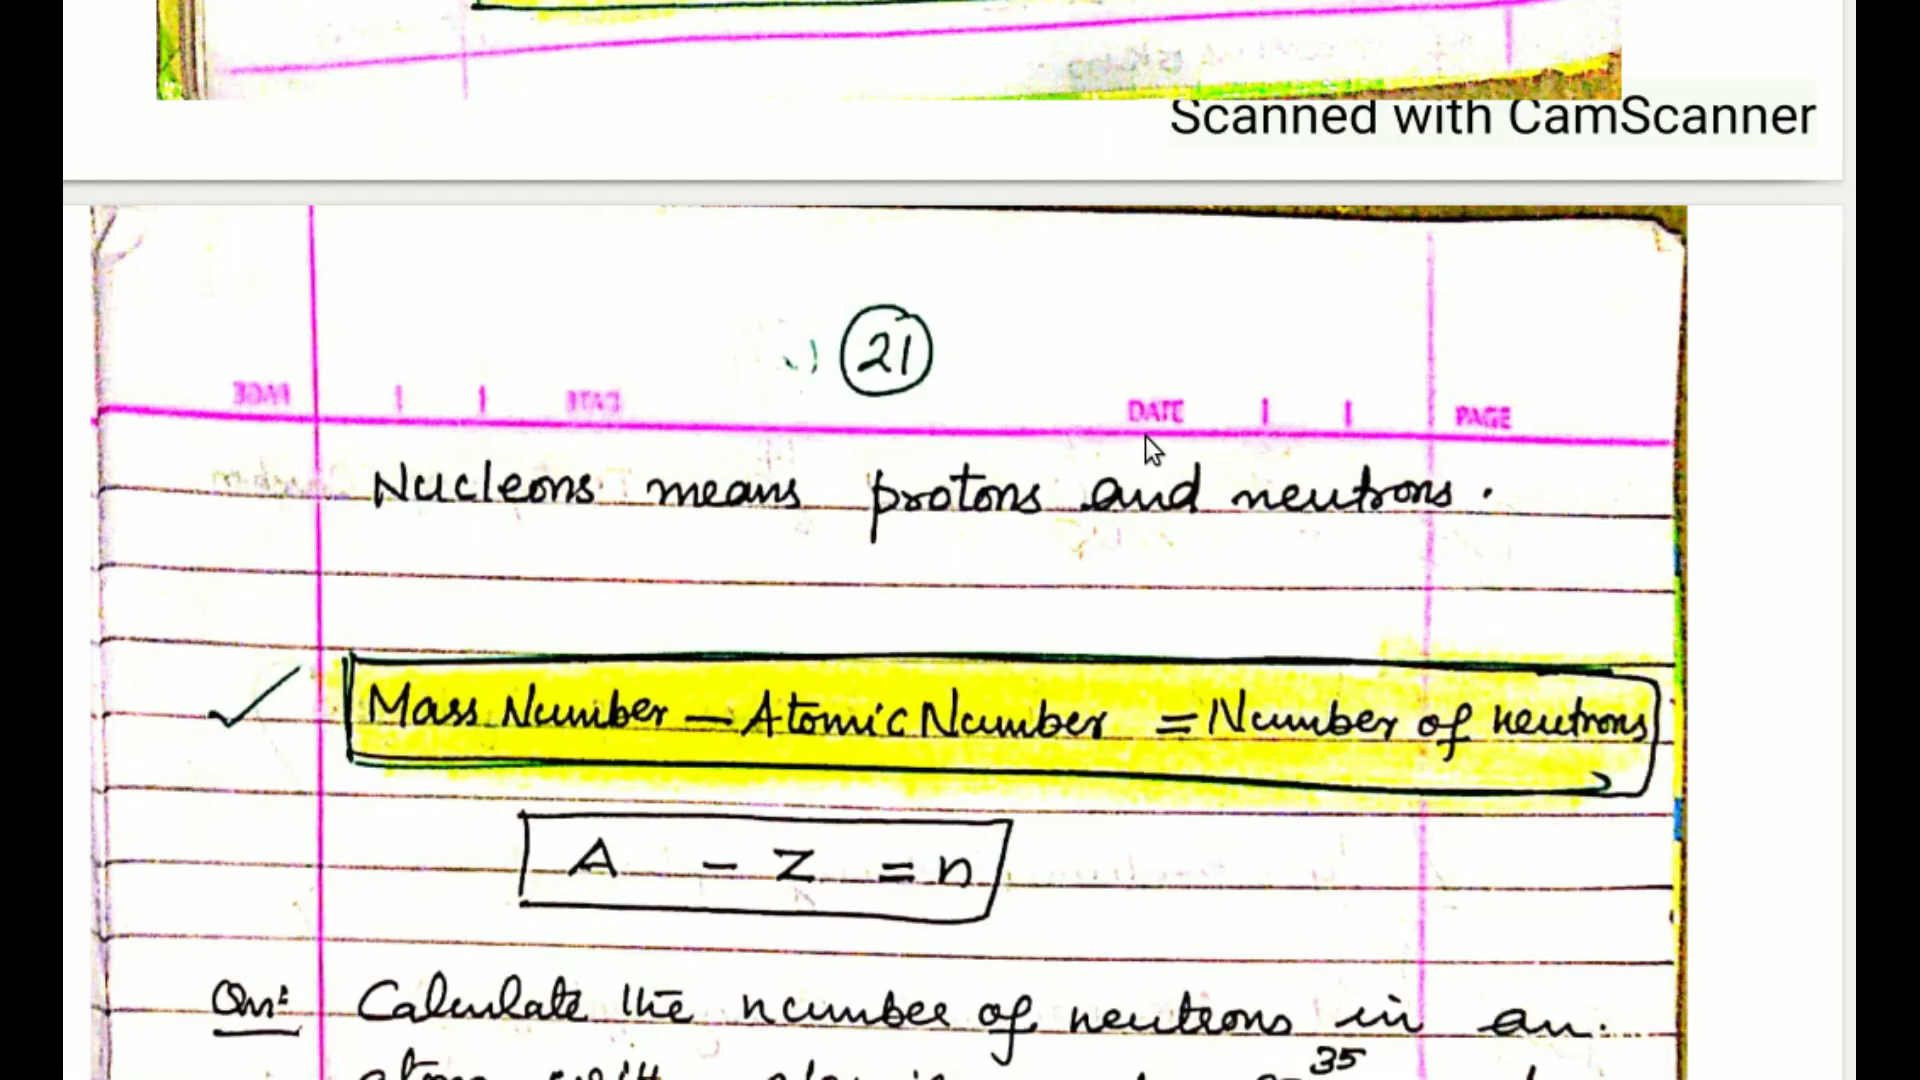 Scanned with CamScanner
21
DATE PAGE
Nucleons means protons and neutrons.
Mass Number - Atomic Number = Number of neutrons
A - Z = n
Qn: Calculate the number of neutrons in an
35